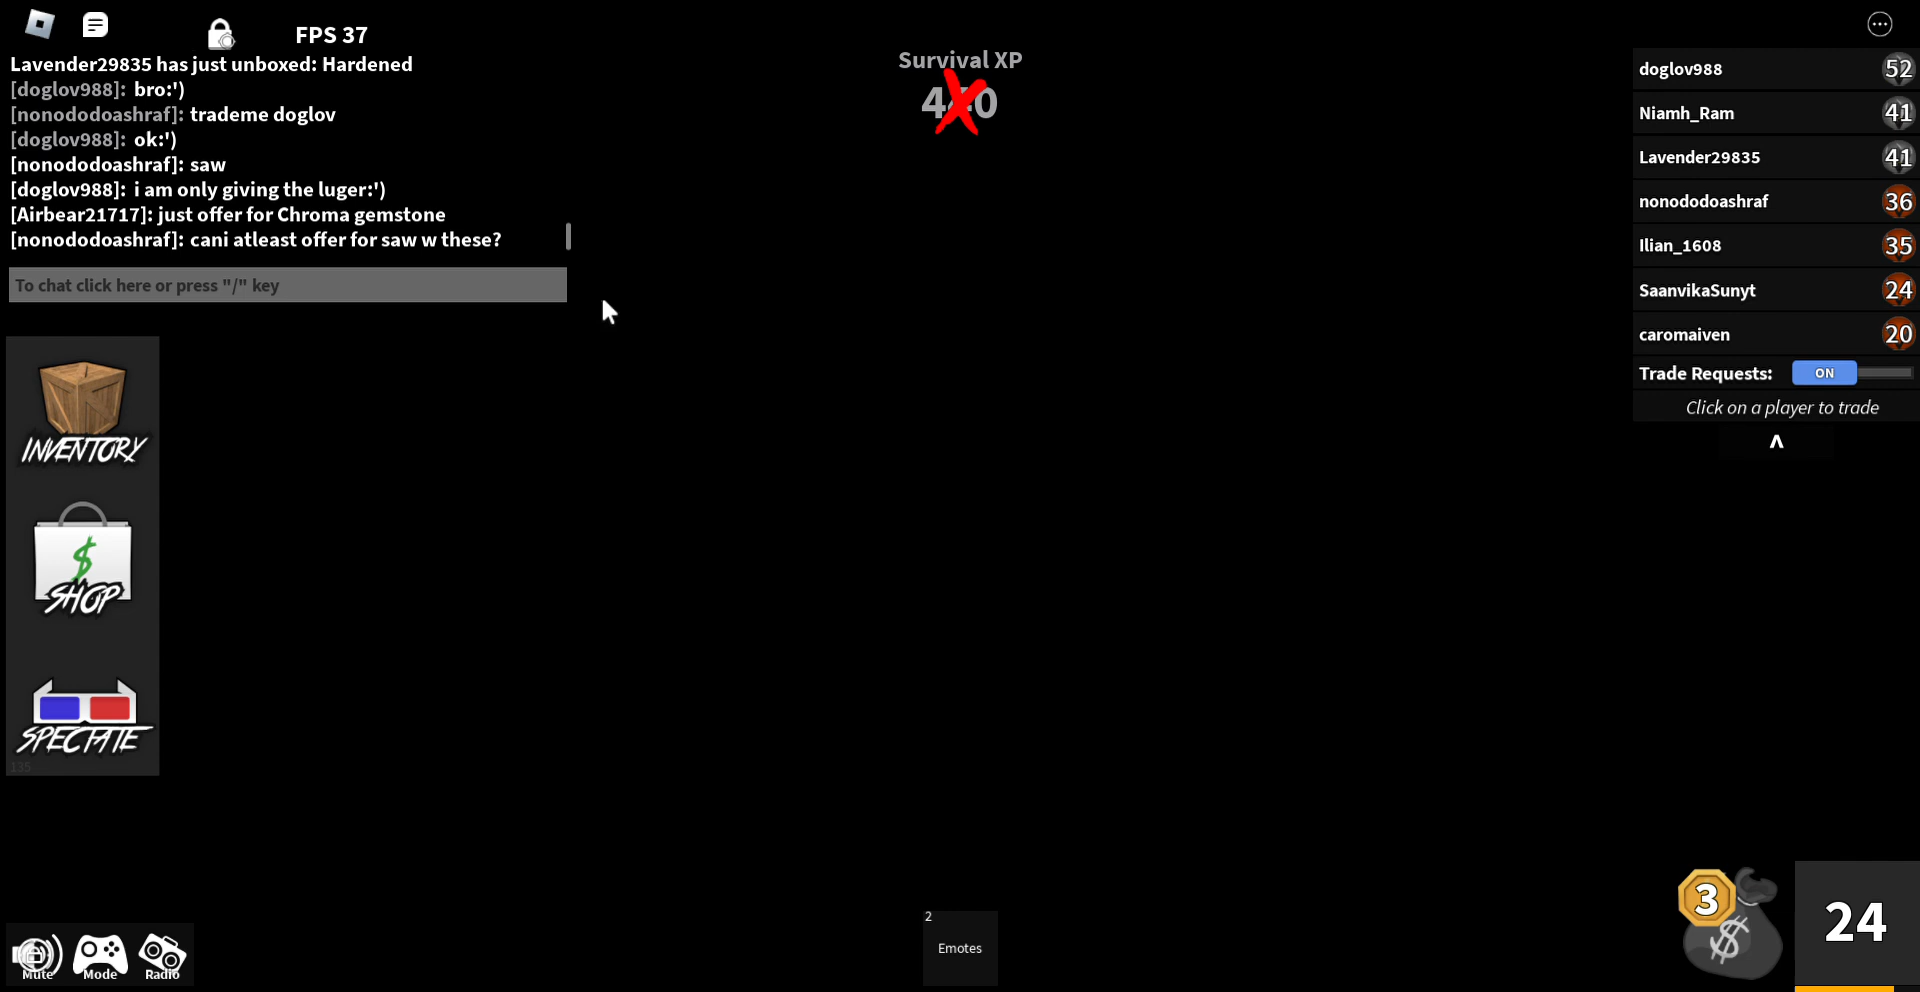 FPS 37
Lavender29835 has just unboxed: Hardened
[doglov988]: bro:')
[nonododoashraf]: trademe doglov
[doglov988]: ok:')
[nonododoashraf]: saw
[doglov988]: i am only giving the luger:')
[Airbear21717]: just offer for Chroma gemstone
[nonododoashraf]: cani atleast offer for saw w these?
To chat click here or press "/" key
Survival XP
doglov988 52
Niamh_Ram 41
Lavender29835 41
nonododoashraf 36
Ilian_1608 35
SaanvikaSunyt 24
caromaiven 20
Trade Requests: ON
Click on a player to trade
INVENTORY
$
SHOP
SPECTATE
135
Mute Mode Radio
2
Emotes
3
$
24